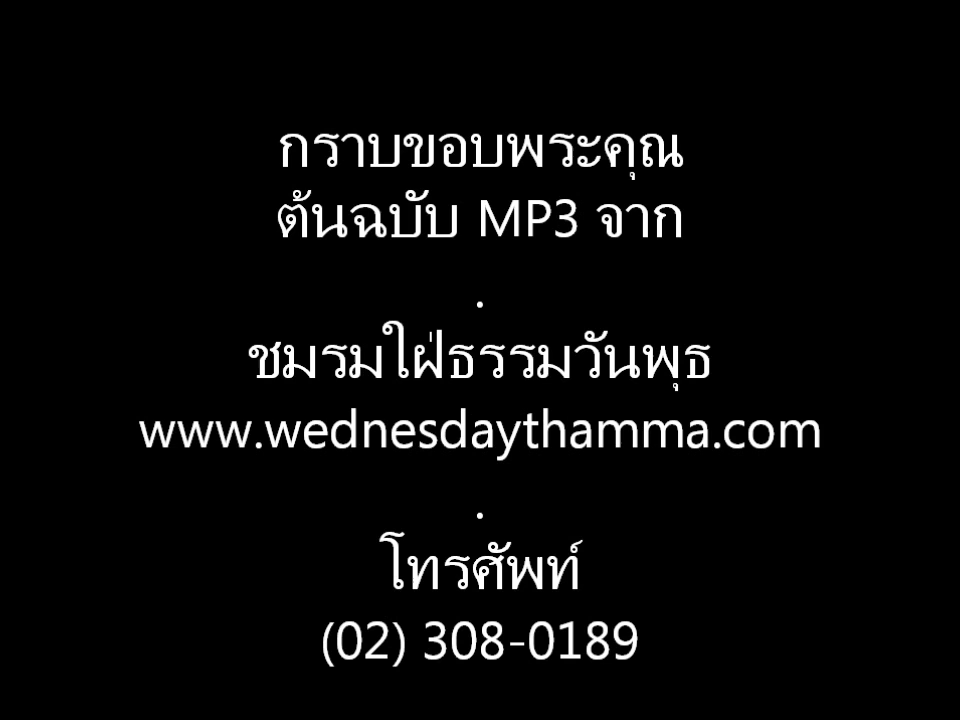 กราบขอบพระคุณ
ต้นฉบับ MP3 จาก
.
ชมรมใฝ่ธรรมวันพุธ
www.wednesdaythamma.com
.
โทรศัพท์
(02) 308-0189